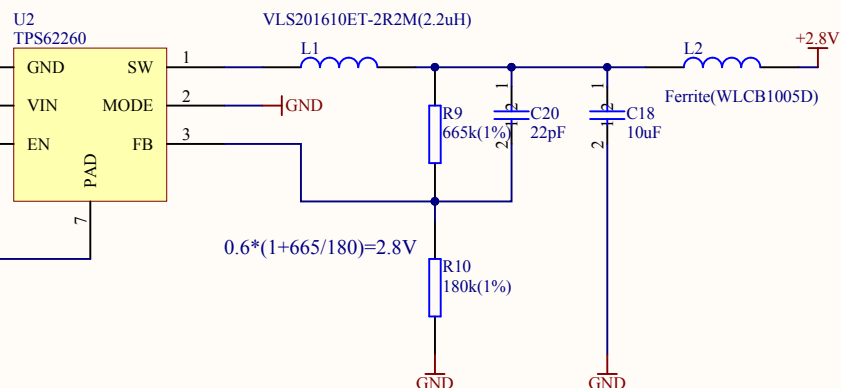 U2
TPS62260
VLS201610ET-2R2M(2.2uH)
+2.8V
L1
L2
GND SW 1
VIN MODE 2
GND
EN FB 3
PAD
7
R9
665k(1%)
1
2
C20
22pF
1
2
C18
10uF
Ferrite(WLCB1005D)
2
2
0.6*(1+665/180)=2.8V
R10
180k(1%)
GND
GND